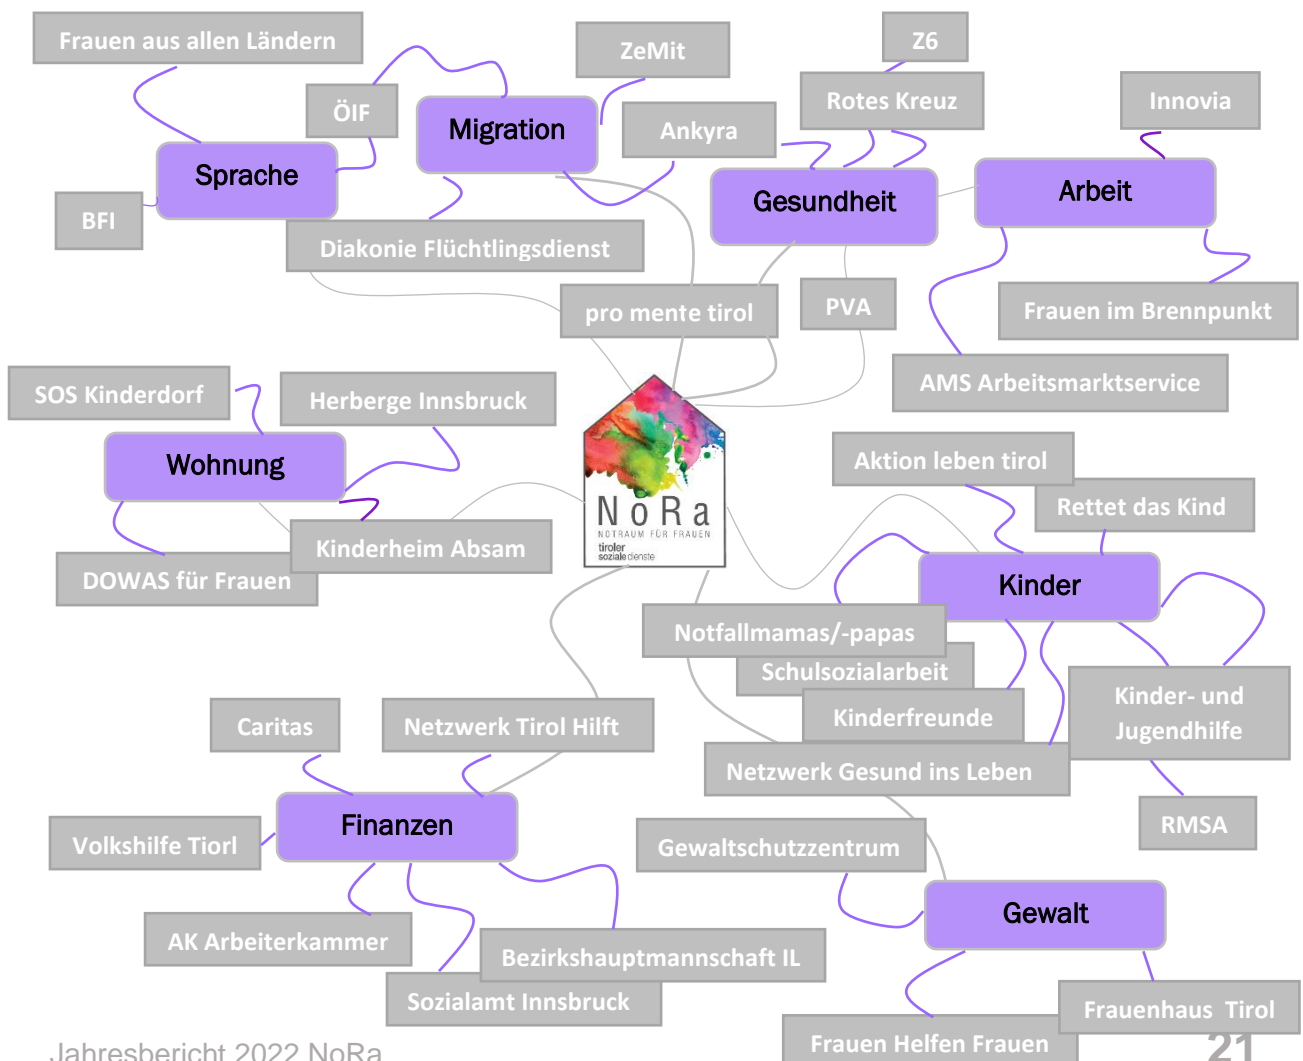 Frauen aus allen Ländern
ZeMit
Z6
ÖIF
Migration
Ankyra
Rotes Kreuz
Innovia
Sprache
Gesundheit
Arbeit
BFI
Diakonie Flüchtlingsdienst
pro mente tirol
PVA
Frauen im Brennpunkt
AMS Arbeitsmarktservice
SOS Kinderdorf
Herberge Innsbruck
Wohnung
Kinderheim Absam
DOWAS für Frauen
NoRa
NOTRAUM FÜR FRAUEN
tiroler
soziale dienste
Aktion leben tirol
Rettet das Kind
Kinder
Notfallmamas/-papas
Schulsozialarbeit
Kinderfreunde
Netzwerk Gesund ins Leben
Kinder- und
Jugendhilfe
RMSA
Caritas
Netzwerk Tirol Hilft
Finanzen
Volkshilfe Tiorl
AK Arbeiterkammer
Bezirkshauptmannschaft IL
Sozialamt Innsbruck
Gewaltschutzzentrum
Gewalt
Frauenhaus Tirol
Frauen Helfen Frauen
Jahresbericht 2022 NoRa
21